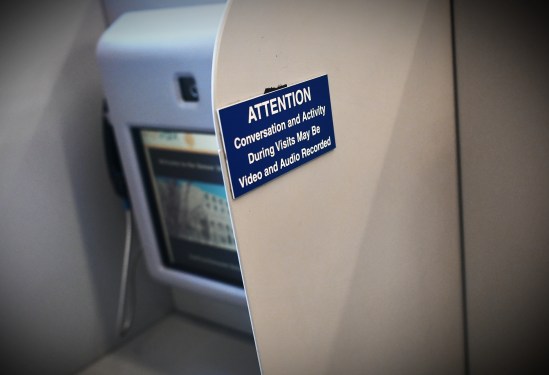 ATTENTION
Conversation and Activity
During Visits May Be
Video and Audio Recorded